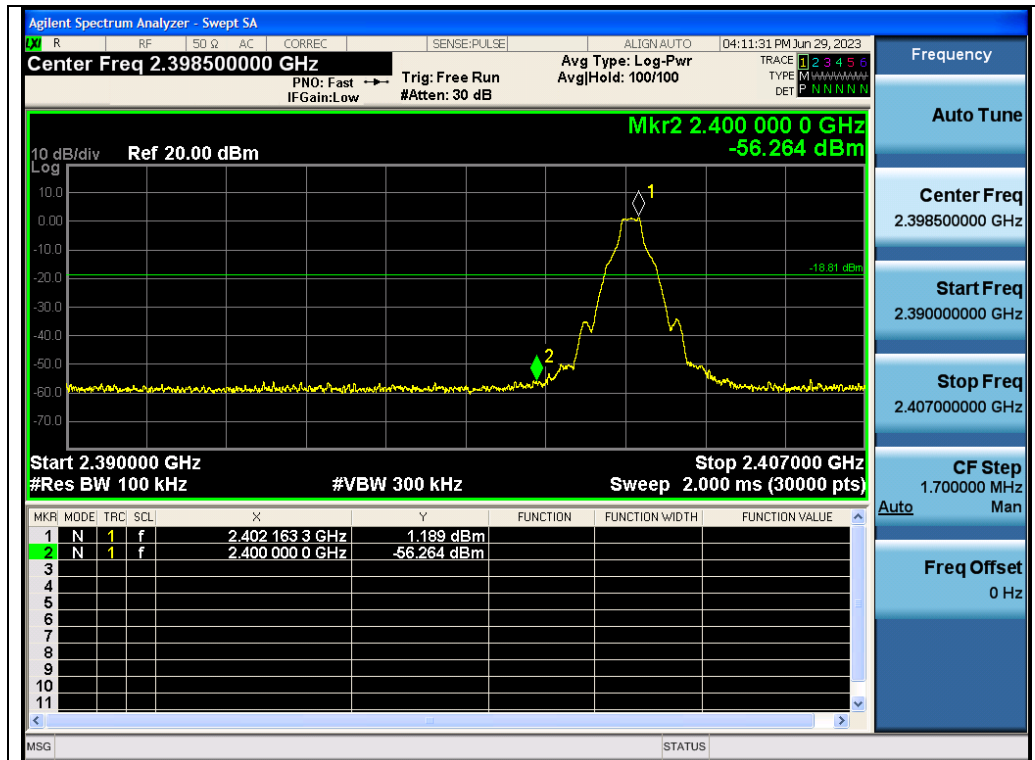 Agilent Spectrum Analyzer - Swept SA
LXI R RF 50 Ω AC CORREC SENSE:PULSE ALIGN AUTO 04:11:31 PM Jun 29, 2023
Center Freq 2.398500000 GHz
PNO: Fast
IFGain:Low
Trig: Free Run
#Atten: 30 dB
Avg Type: Log-Pwr
Avg|Hold: 100/100
TRACE 1 2 3 4 5 6
TYPE M WWWWW
DET P N N N N N
Mkr2 2.400 000 0 GHz
-56.264 dBm
10 dB/div Ref 20.00 dBm
Log
10.0
0.00
-10.0
-20.0
-30.0
-40.0
-50.0
-60.0
-70.0
1
-18.81 dBm
2
Start 2.390000 GHz Stop 2.407000 GHz
#Res BW 100 kHz #VBW 300 kHz Sweep 2.000 ms (30000 pts)
MKR MODE TRC SCL X Y FUNCTION FUNCTION WIDTH FUNCTION VALUE
1 N 1 f 2.402 163 3 GHz 1.189 dBm
2 N 1 f 2.400 000 0 GHz -56.264 dBm
3
4
5
6
7
8
9
10
11
MSG STATUS
Frequency
Auto Tune
Center Freq
2.398500000 GHz
Start Freq
2.390000000 GHz
Stop Freq
2.407000000 GHz
CF Step
1.700000 MHz
Auto Man
Freq Offset
0 Hz